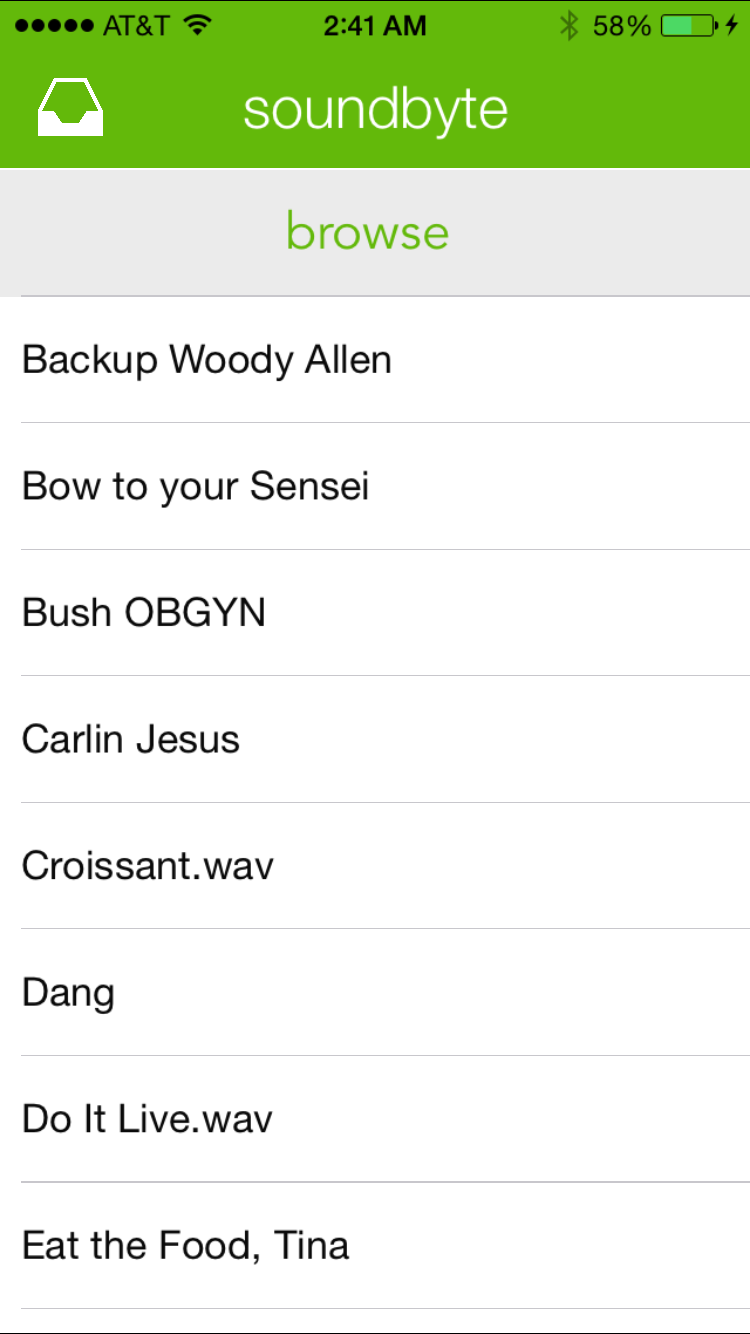 AT&T 2:41 AM 58%
soundbyte
browse
Backup Woody Allen
Bow to your Sensei
Bush OBGYN
Carlin Jesus
Croissant.wav
Dang
Do It Live.wav
Eat the Food, Tina